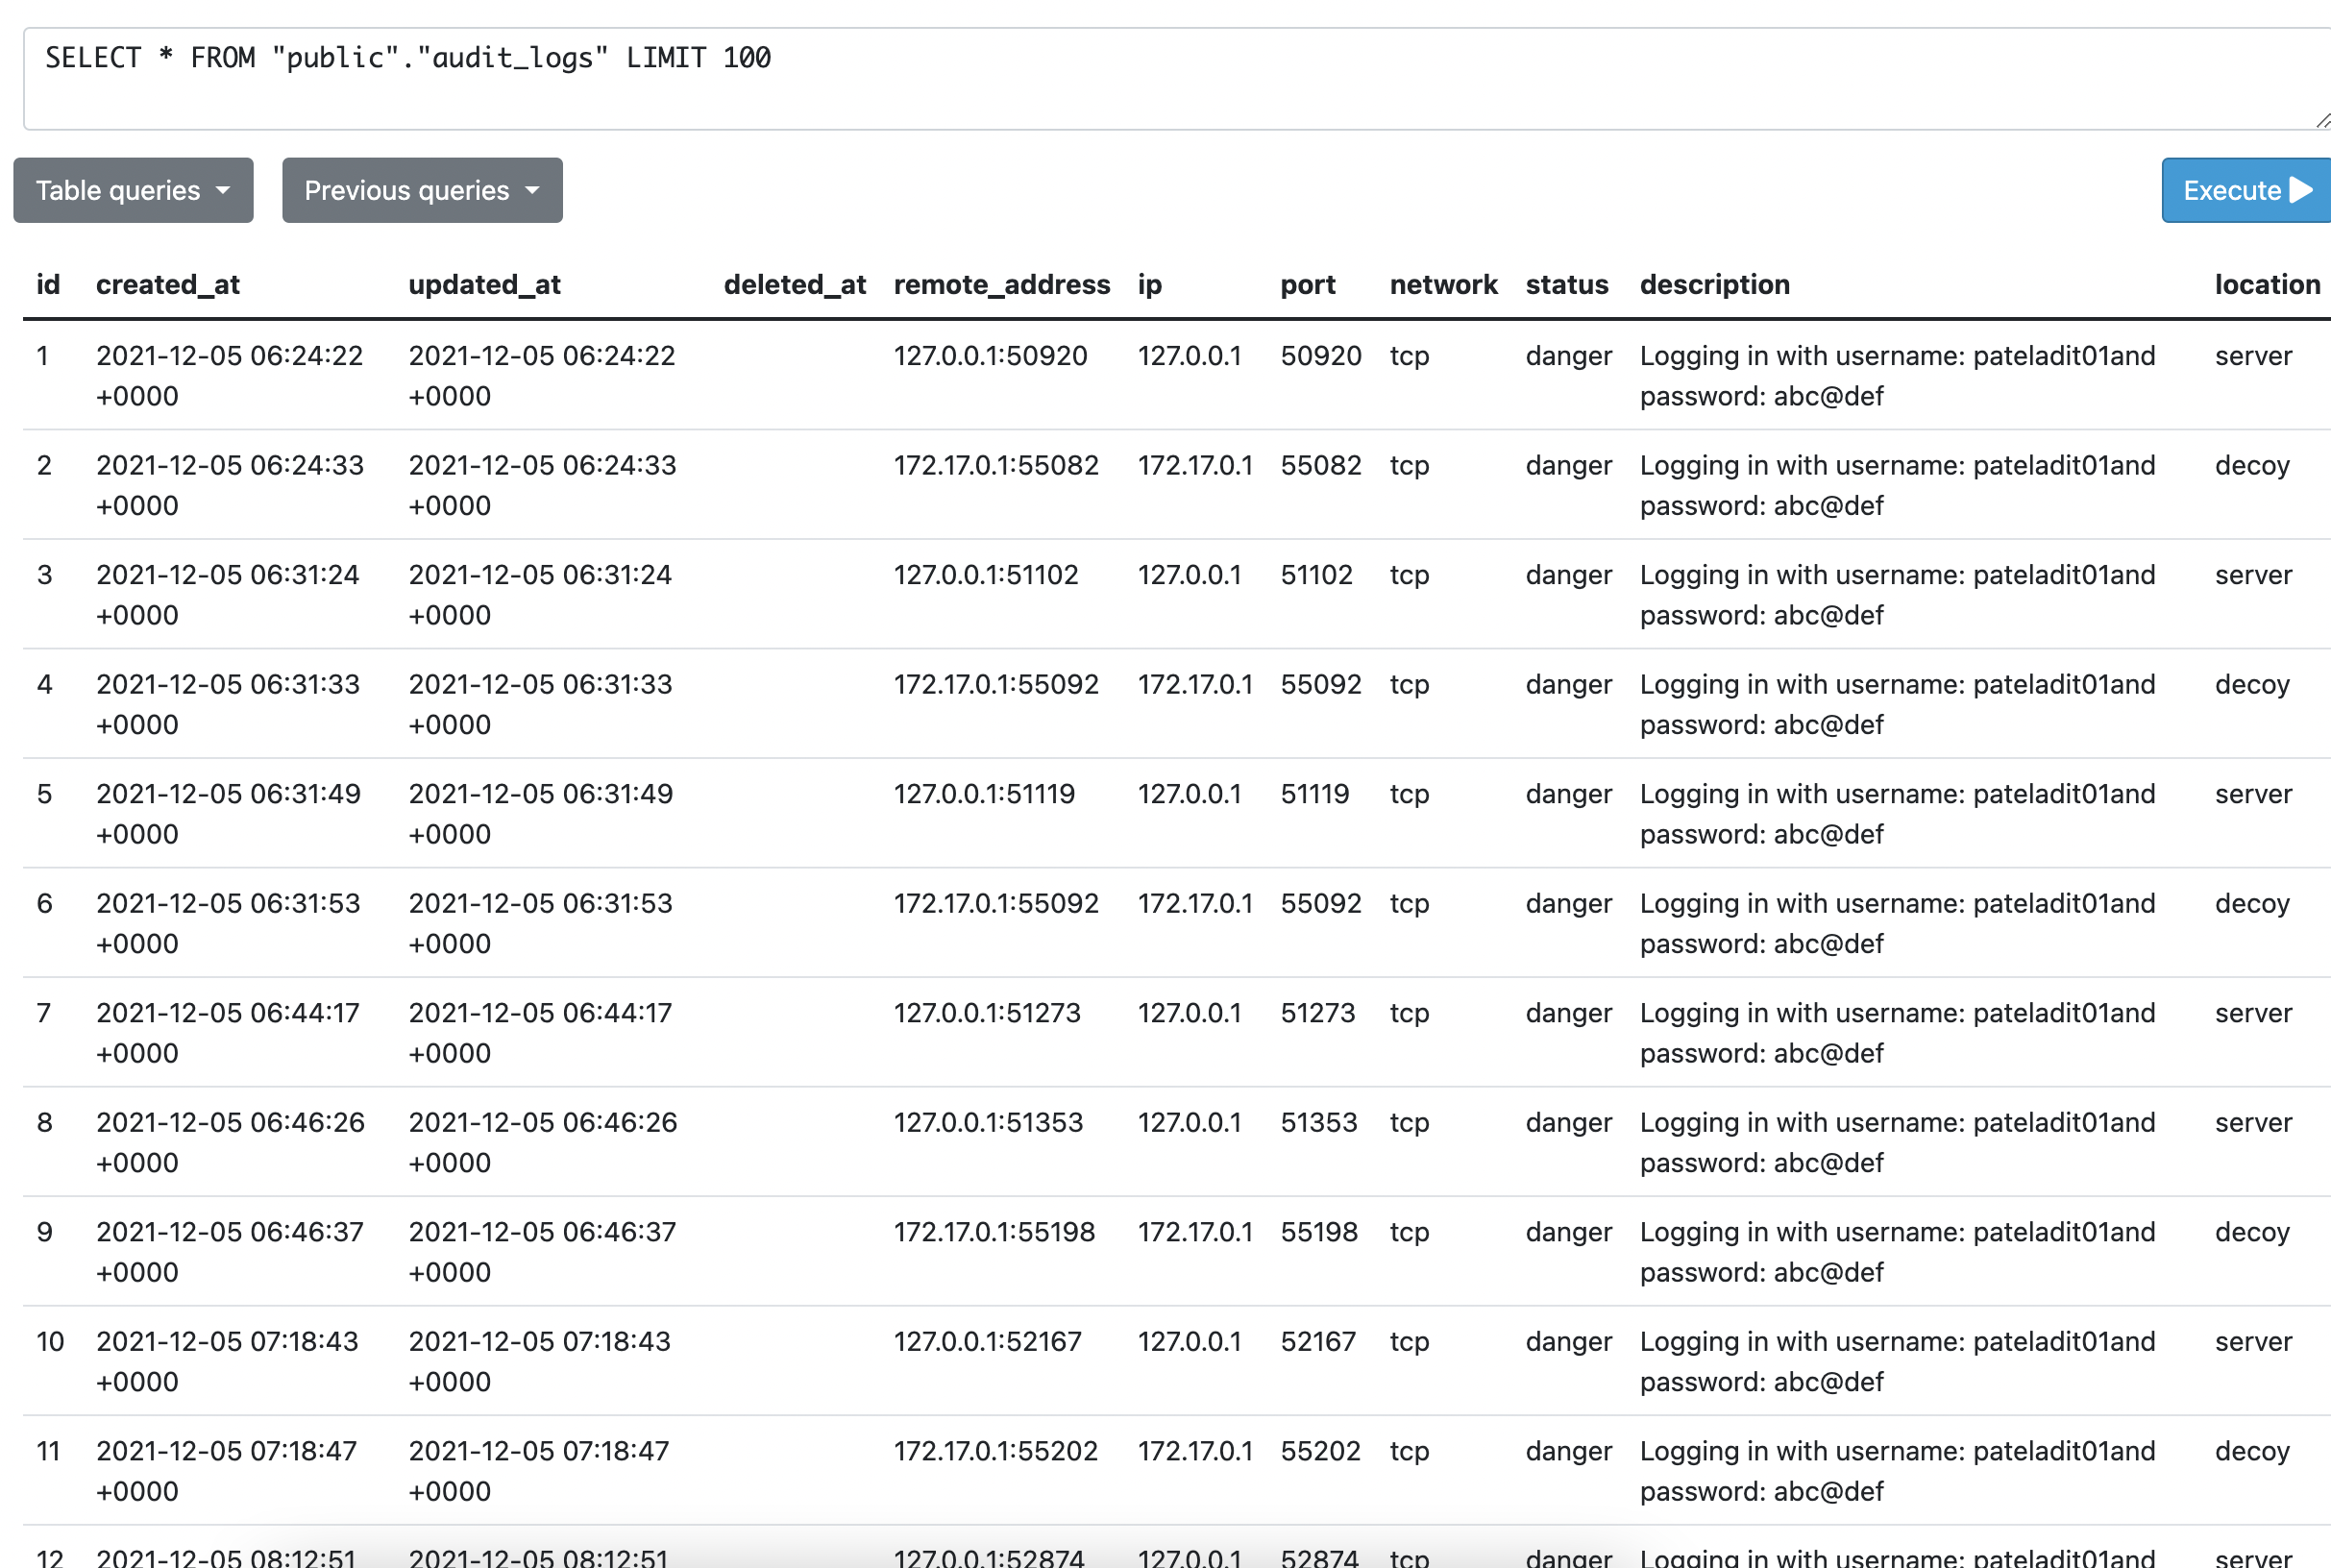 SELECT * FROM "public"."audit_logs" LIMIT 100
Table queries Previous queries Execute
id created_at updated_at deleted_at remote_address ip port network status description location
1 2021-12-05 06:24:22 2021-12-05 06:24:22 127.0.0.1:50920 127.0.0.1 50920 tcp danger Logging in with username: pateladit01and server
+0000 +0000 password: abc@def
2 2021-12-05 06:24:33 2021-12-05 06:24:33 172.17.0.1:55082 172.17.0.1 55082 tcp danger Logging in with username: pateladit01and decoy
+0000 +0000 password: abc@def
3 2021-12-05 06:31:24 2021-12-05 06:31:24 127.0.0.1:51102 127.0.0.1 51102 tcp danger Logging in with username: pateladit01and server
+0000 +0000 password: abc@def
4 2021-12-05 06:31:33 2021-12-05 06:31:33 172.17.0.1:55092 172.17.0.1 55092 tcp danger Logging in with username: pateladit01and decoy
+0000 +0000 password: abc@def
5 2021-12-05 06:31:49 2021-12-05 06:31:49 127.0.0.1:51119 127.0.0.1 51119 tcp danger Logging in with username: pateladit01and server
+0000 +0000 password: abc@def
6 2021-12-05 06:31:53 2021-12-05 06:31:53 172.17.0.1:55092 172.17.0.1 55092 tcp danger Logging in with username: pateladit01and decoy
+0000 +0000 password: abc@def
7 2021-12-05 06:44:17 2021-12-05 06:44:17 127.0.0.1:51273 127.0.0.1 51273 tcp danger Logging in with username: pateladit01and server
+0000 +0000 password: abc@def
8 2021-12-05 06:46:26 2021-12-05 06:46:26 127.0.0.1:51353 127.0.0.1 51353 tcp danger Logging in with username: pateladit01and server
+0000 +0000 password: abc@def
9 2021-12-05 06:46:37 2021-12-05 06:46:37 172.17.0.1:55198 172.17.0.1 55198 tcp danger Logging in with username: pateladit01and decoy
+0000 +0000 password: abc@def
10 2021-12-05 07:18:43 2021-12-05 07:18:43 127.0.0.1:52167 127.0.0.1 52167 tcp danger Logging in with username: pateladit01and server
+0000 +0000 password: abc@def
11 2021-12-05 07:18:47 2021-12-05 07:18:47 172.17.0.1:55202 172.17.0.1 55202 tcp danger Logging in with username: pateladit01and decoy
+0000 +0000 password: abc@def
12 2021-12-05 08:12:51 2021-12-05 08:12:51 127.0.0.1:52874 127.0.0.1 52874 tcp danger Logging in with username: pateladit01and server